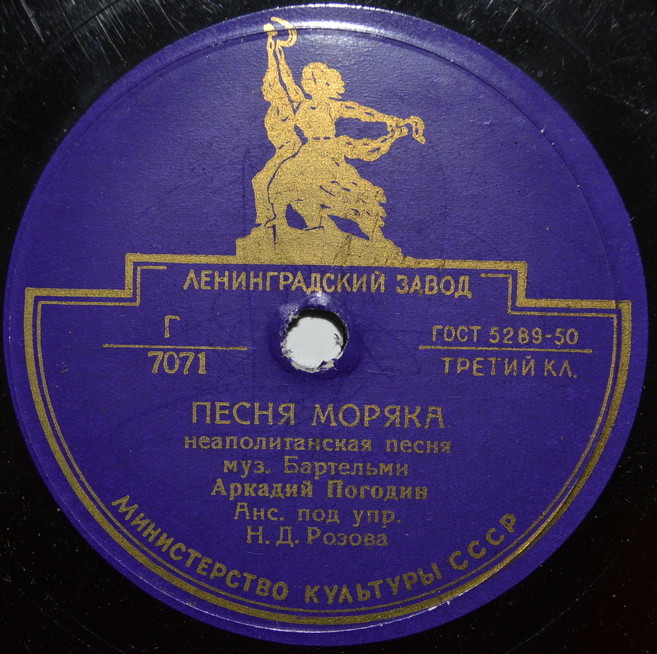 ЛЕНИНГРАДСКИЙ ЗАВОД
Г
7071
ГОСТ 5289-50
ТРЕТИЙ КЛ.
ПЕСНЯ МОРЯКА
неаполитанская песня
муз. Бартельми
Аркадий Погодин
Анс. под упр.
Н. Д. Розова
МИНИСТЕРСТВО КУЛЬТУРЫ СССР